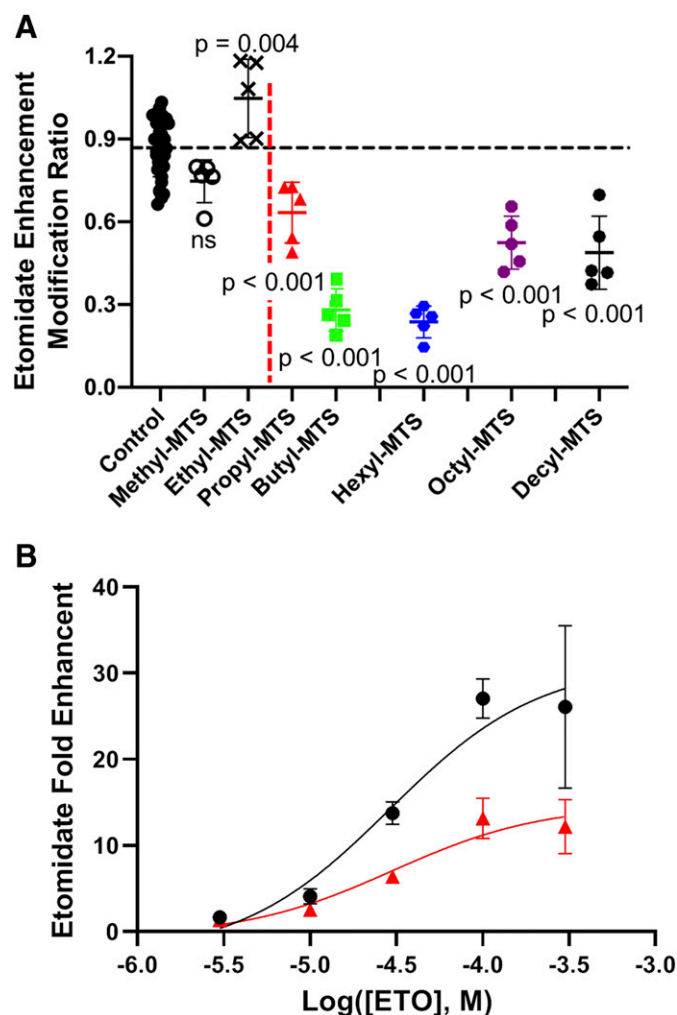 A
Etomidate Enhancement
Modification Ratio
1.2
0.9
0.6
0.3
0.0
p = 0.004
ns
p < 0.001
p < 0.001
p < 0.001
p < 0.001
p < 0.001
Control
Methyl-MTS
Ethyl-MTS
Propyl-MTS
Butyl-MTS
Hexyl-MTS
Octyl-MTS
Decyl-MTS
B
Etomidate Fold Enhancent
40
30
20
10
0
-6.0 -5.5 -5.0 -4.5 -4.0 -3.5 -3.0
Log([ETO], M)